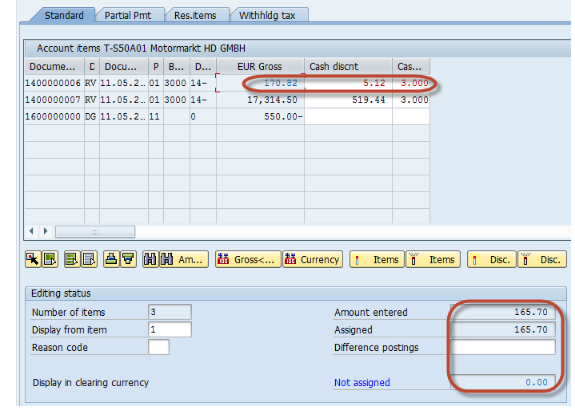 Standard Partial Pmt Res.items Withhldg tax
Account items T-S50A01 Motormarkt HD GMBH
Docume... D Docu... P B... D... EUR Gross Cash discnt Cas...
1400000006 RV 11.05.2.. 01 3000 14- 170.82 5.12 3.000
1400000007 RV 11.05.2.. 01 3000 14- 17,314.50 519.44 3.000
1600000000 DG 11.05.2.. 11 0 550.00-
Am... Gross<... Currency Items Items Disc. Disc.
Editing status
Number of items 3 Amount entered 165.70
Display from item 1 Assigned 165.70
Reason code Difference postings
Display in clearing currency Not assigned 0.00